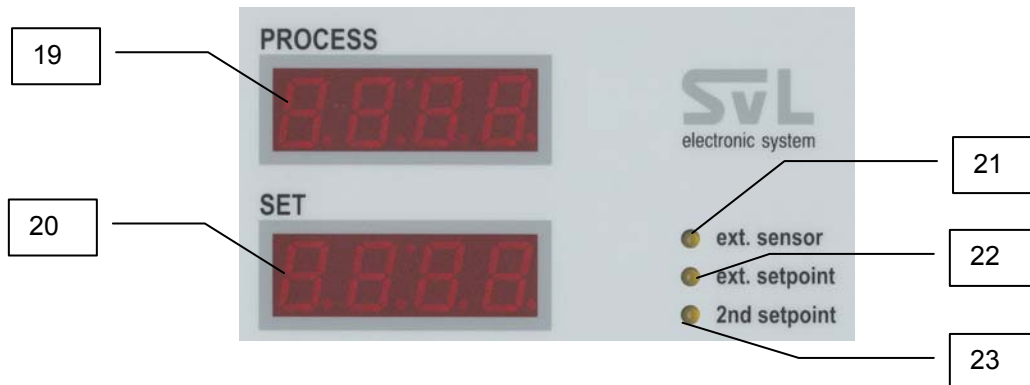 PROCESS
19
SvL
electronic system
21
SET
20
ext. sensor
22
ext. setpoint
2nd setpoint
23